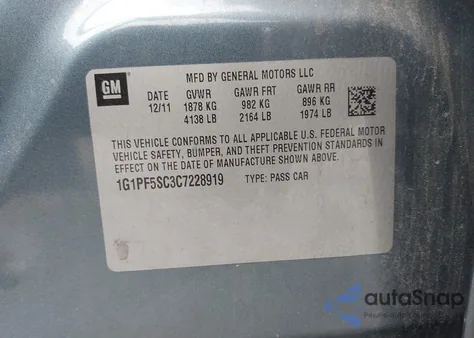 GM
MFD BY GENERAL MOTORS LLC
DATE GVWR GAWR FRT GAWR RR
12/11 1878 KG 982 KG 896 KG
4138 LB 2164 LB 1974 LB
THIS VEHICLE CONFORMS TO ALL APPLICABLE U.S. FEDERAL MOTOR
VEHICLE SAFETY, BUMPER, AND THEFT PREVENTION STANDARDS IN
EFFECT ON THE DATE OF MANUFACTURE SHOWN ABOVE.
1G1PF5SC3C7228919 TYPE: PASS CAR
autoSnap